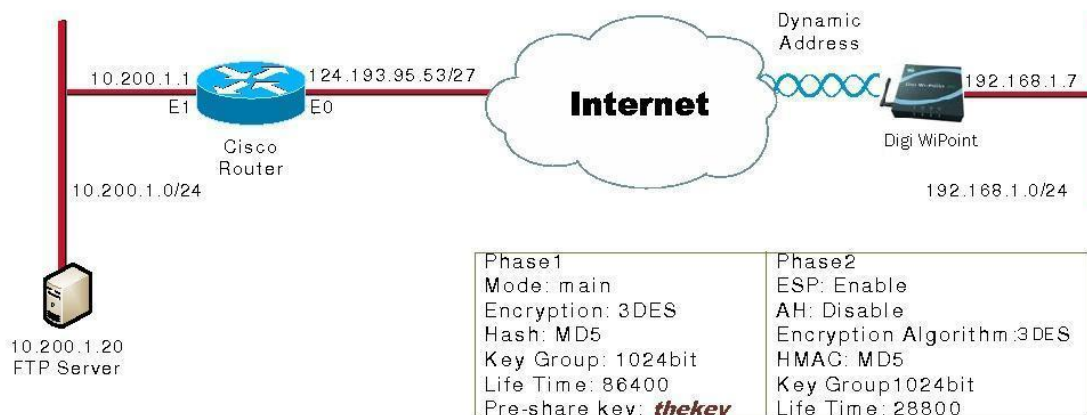 Dynamic
Address
10.200.1.1
124.193.95.53/27
192.168.1.7
E1
E0
Internet
Cisco
Router
Digi WiPoint
10.200.1.0/24
192.168.1.0/24
10.200.1.20
FTP Server
Phase1
Mode: main
Encryption: 3DES
Hash: MD5
Key Group: 1024bit
Life Time: 86400
Pre-share key: thekey
Phase2
ESP: Enable
AH: Disable
Encryption Algorithm:3DES
HMAC: MD5
Key Group1024bit
Life Time: 28800